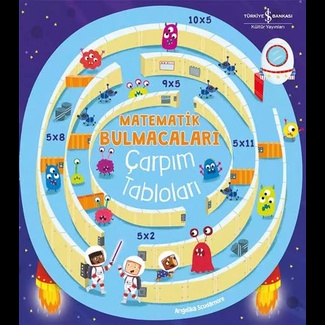 TÜRKİYE İŞ BANKASI
Kültür Yayınları
10x5
9x5
MATEMATİK
BULMACALARI
Çarpım
Tabloları
5x8
5x11
5x2
Angelika Scudamore